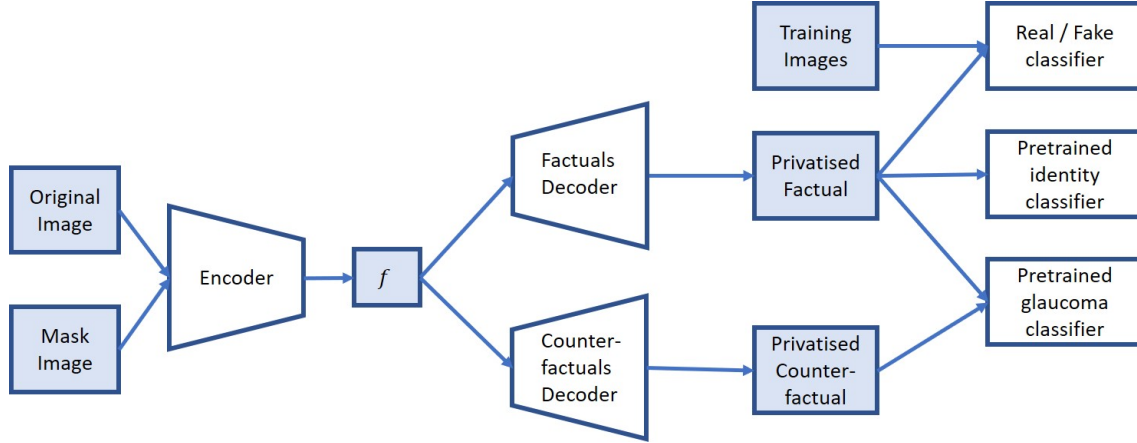 Original
Image
Mask
Image
Encoder
f
Factuals
Decoder
Counter-
factuals
Decoder
Training
Images
Privatised
Factual
Privatised
Counter-
factual
Real / Fake
classifier
Pretrained
identity
classifier
Pretrained
glaucoma
classifier